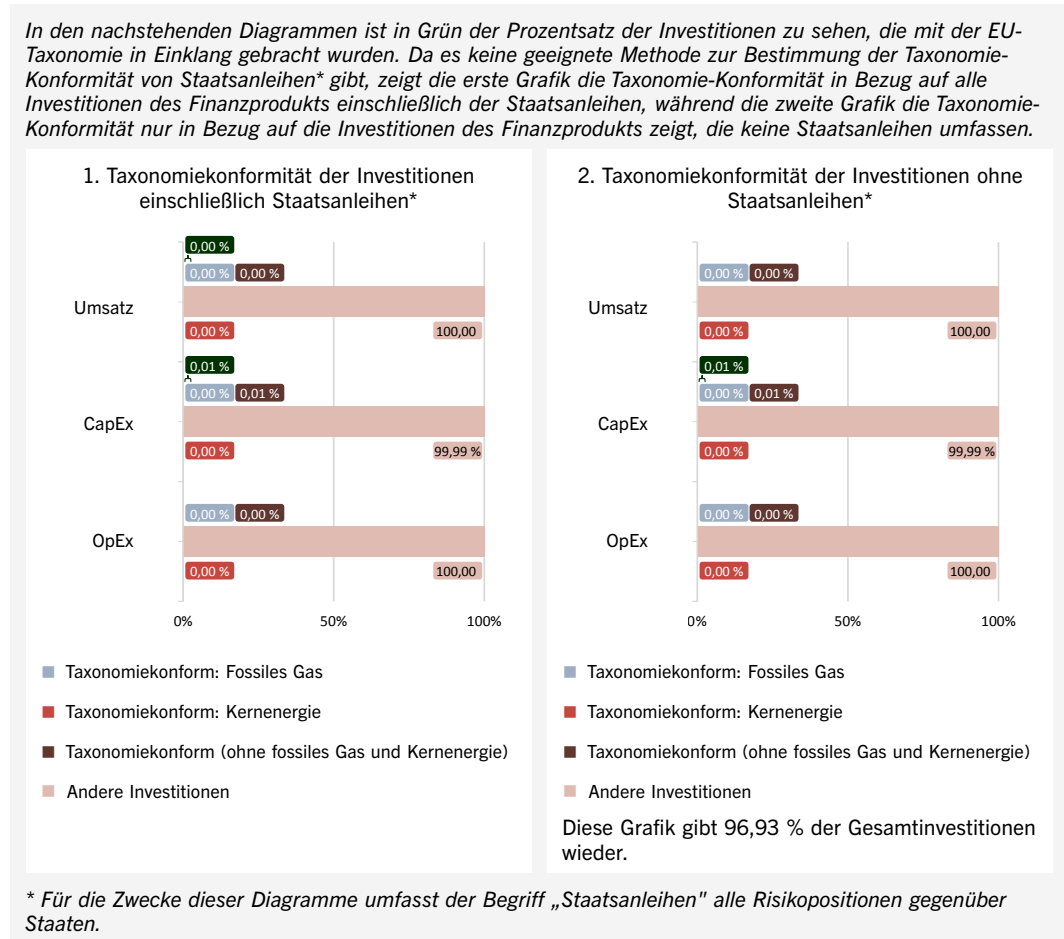 In den nachstehenden Diagrammen ist in Grün der Prozentsatz der Investitionen zu sehen, die mit der EU-
Taxonomie in Einklang gebracht wurden. Da es keine geeignete Methode zur Bestimmung der Taxonomie-
Konformität von Staatsanleihen* gibt, zeigt die erste Grafik die Taxonomie-Konformität in Bezug auf alle
Investitionen des Finanzprodukts einschließlich der Staatsanleihen, während die zweite Grafik die Taxonomie-
Konformität nur in Bezug auf die Investitionen des Finanzprodukts zeigt, die keine Staatsanleihen umfassen.
1. Taxonomiekonformität der Investitionen
einschließlich Staatsanleihen*
0,00 %
0,00 % 0,00 %
Umsatz
0,00 % 100,00
0,01 %
0,00 % 0,01 %
CapEx
0,00 % 99,99 %
0,00 % 0,00 %
OpEx
0,00 % 100,00
0% 50% 100%
Taxonomiekonform: Fossiles Gas
Taxonomiekonform: Kernenergie
Taxonomiekonform (ohne fossiles Gas und Kernenergie)
Andere Investitionen
2. Taxonomiekonformität der Investitionen ohne
Staatsanleihen*
0,00 % 0,00 %
Umsatz
0,00 % 100,00
0,01 %
0,00 % 0,01 %
CapEx
0,00 % 99,99 %
0,00 % 0,00 %
OpEx
0,00 % 100,00
0% 50% 100%
Taxonomiekonform: Fossiles Gas
Taxonomiekonform: Kernenergie
Taxonomiekonform (ohne fossiles Gas und Kernenergie)
Andere Investitionen
Diese Grafik gibt 96,93 % der Gesamtinvestitionen
wieder.
* Für die Zwecke dieser Diagramme umfasst der Begriff „Staatsanleihen" alle Risikopositionen gegenüber
Staaten.